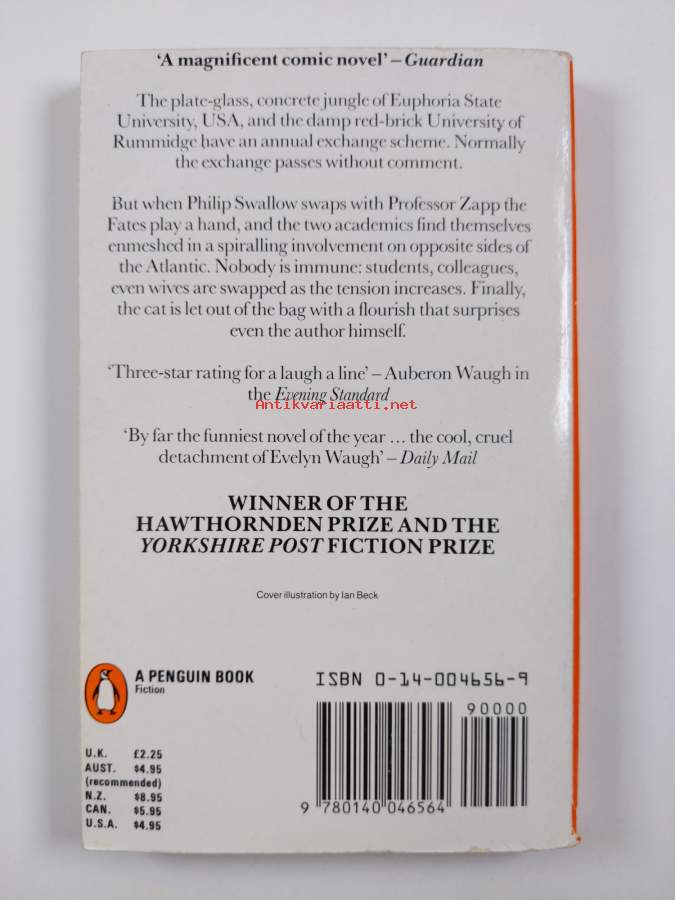 ‘A magnificent comic novel’ – Guardian
The plate-glass, concrete jungle of Euphoria State
University, USA, and the damp red-brick University of
Rummidge have an annual exchange scheme. Normally
the exchange passes without comment.
But when Philip Swallow swaps with Professor Zapp the
Fates play a hand, and the two academics find themselves
enmeshed in a spiralling involvement on opposite sides of
the Atlantic. Nobody is immune: students, colleagues,
even wives are swapped as the tension increases. Finally,
the cat is let out of the bag with a flourish that surprises
even the author himself.
‘Three-star rating for a laugh a line’ – Auberon Waugh in
the Evening Standard
Antikvariaatti.net
‘By far the funniest novel of the year ... the cool, cruel
detachment of Evelyn Waugh’ – Daily Mail
WINNER OF THE
HAWTHORNDEN PRIZE AND THE
YORKSHIRE POST FICTION PRIZE
Cover illustration by Ian Beck
A PENGUIN BOOK
Fiction
ISBN 0-14-004656-9
90000
9 780140 046564
U.K. £2.25
AUST. $4.95
(recommended)
N.Z. $8.95
CAN. $5.95
U.S.A. $4.95